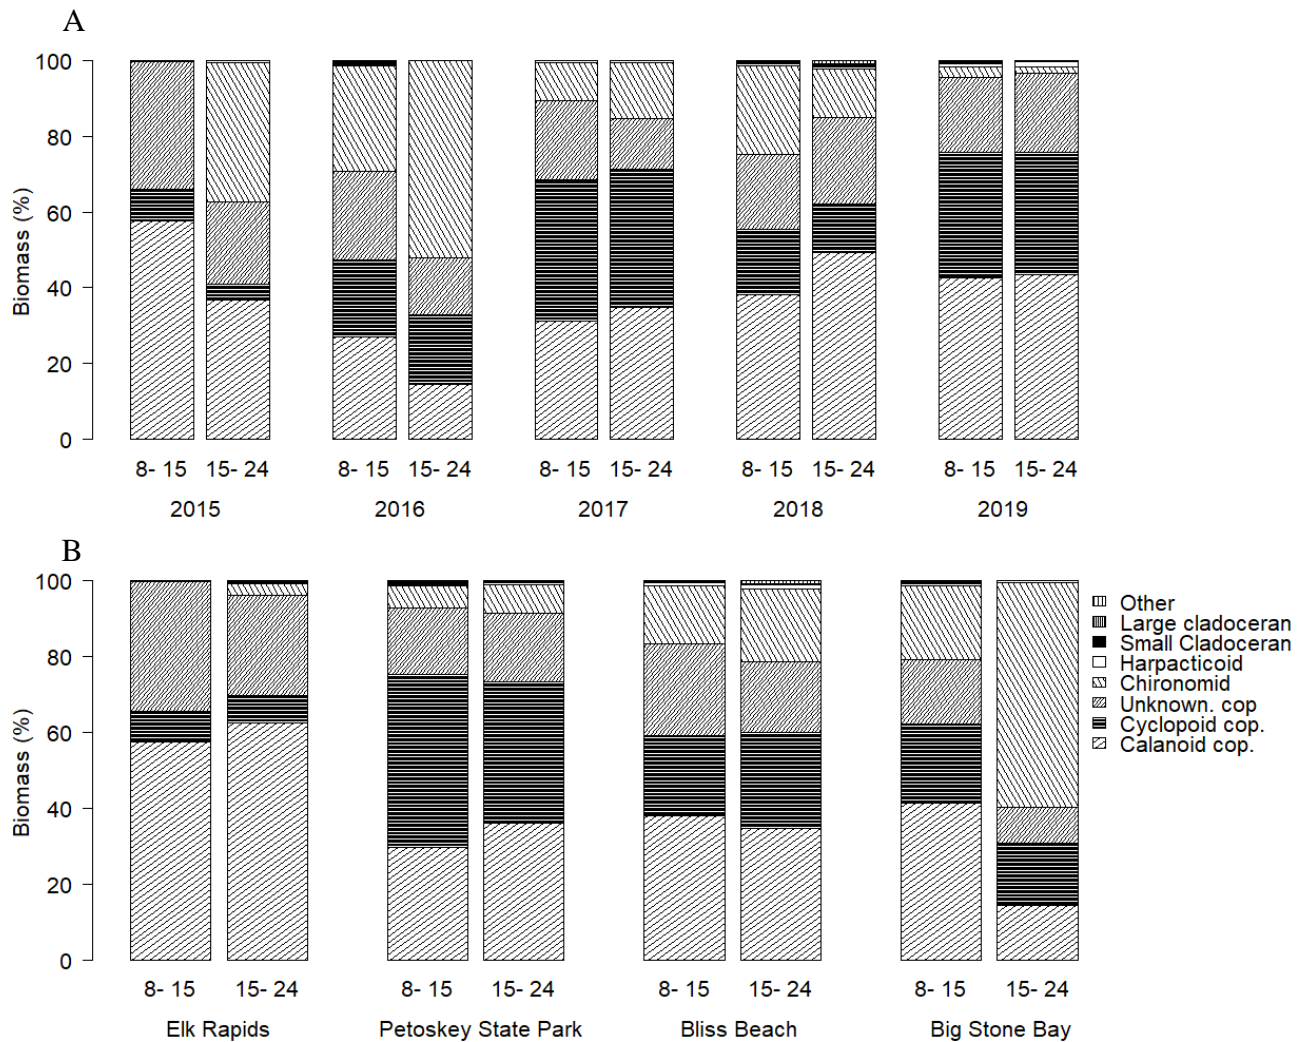 A
100
80
60
40
20
0
Biomass (%)
8- 15 15- 24 8- 15 15- 24 8- 15 15- 24 8- 15 15- 24 8- 15 15- 24
2015 2016 2017 2018 2019
B
100
80
60
40
20
0
Biomass (%)
Other
Large cladoceran
Small Cladoceran
Harpacticoid
Chironomid
Unknown. cop
Cyclopoid cop.
Calanoid cop.
8- 15 15- 24 8- 15 15- 24 8- 15 15- 24 8- 15 15- 24
Elk Rapids Petoskey State Park Bliss Beach Big Stone Bay